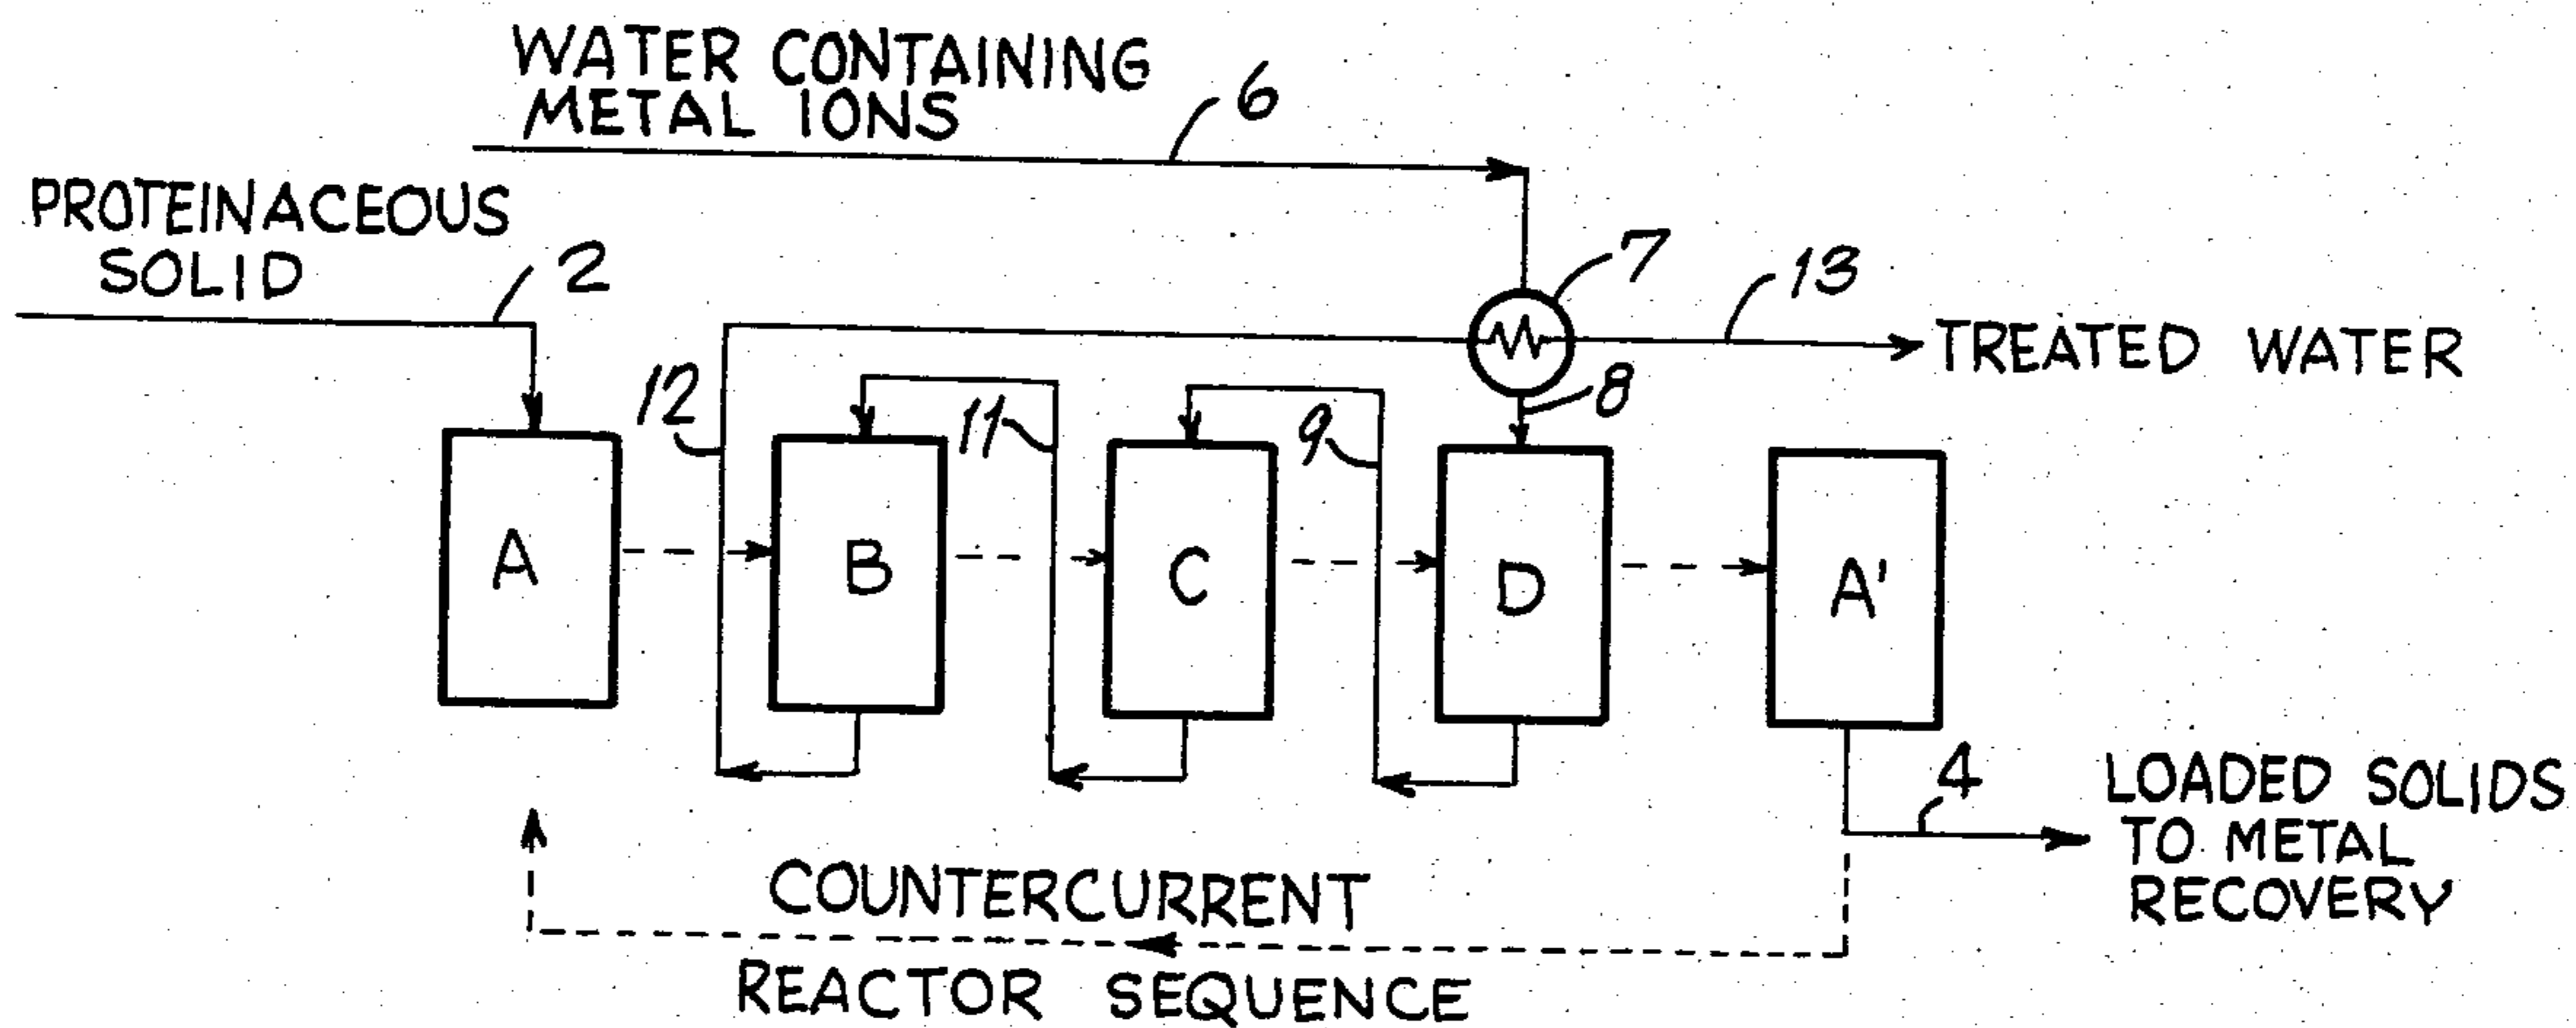 WATER CONTAINING
METAL IONS
6
PROTEINACEOUS
SOLID
2
7
13
TREATED WATER
12
11
9
8
A
B
C
D
A'
4
LOADED SOLIDS
TO METAL
RECOVERY
COUNTERCURRENT
REACTOR SEQUENCE